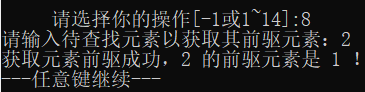 请选择你的操作[-1或1~14]:8
请输入待查找元素以获取其前驱元素：2
获取元素前驱成功，2 的前驱元素是 1 ！
---任意键继续---